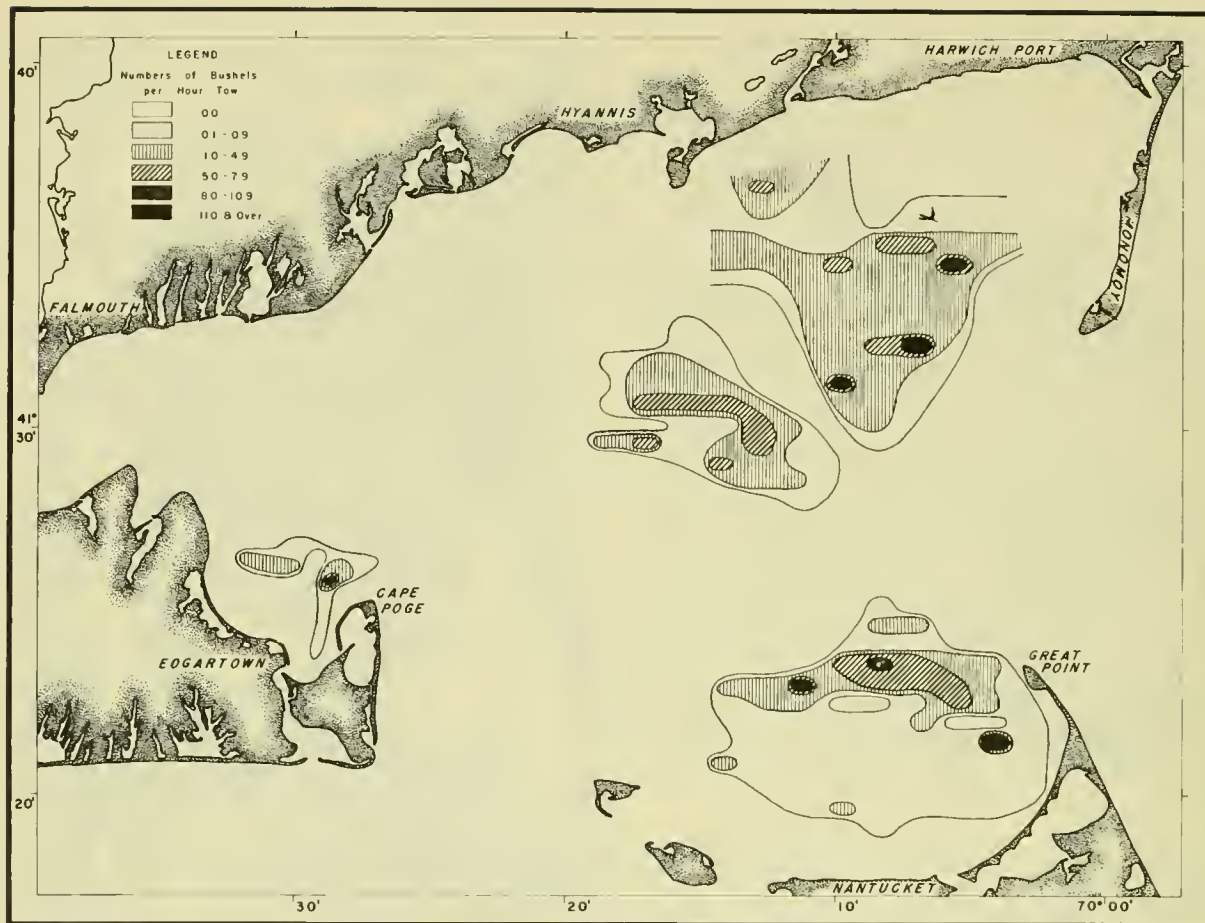 LEGEND
Numbers of Bushels
per Hour Tow
00
01-09
10-49
50-79
80-109
110 & Over
40'
HARWICH PORT
HYANNIS
MONOMOY
FALMOUTH
41°
30'
CAPE
POGE
EDGARTOWN
GREAT
POINT
20'
NANTUCKET
30'
20'
10'
70°00'